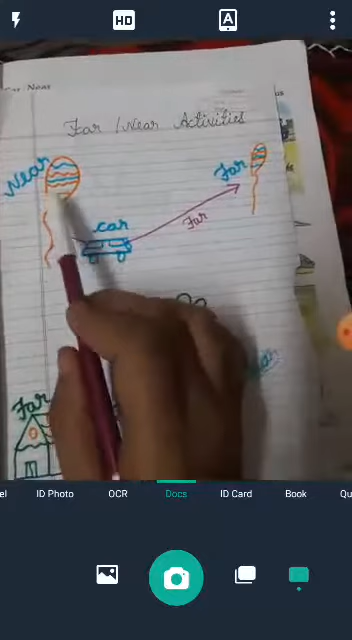 HD
A
Far / Near Activities
Near
Far
car
Far
Far
ID Photo
OCR
Docs
ID Card
Book